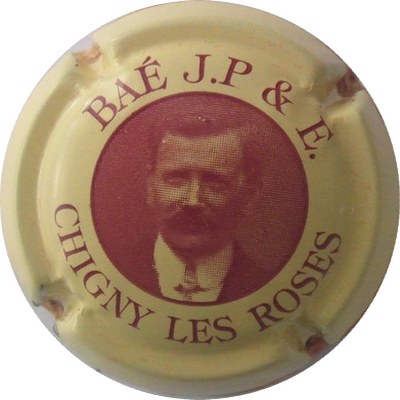 BAÉ J.P & E.
CHIGNY LES ROSES